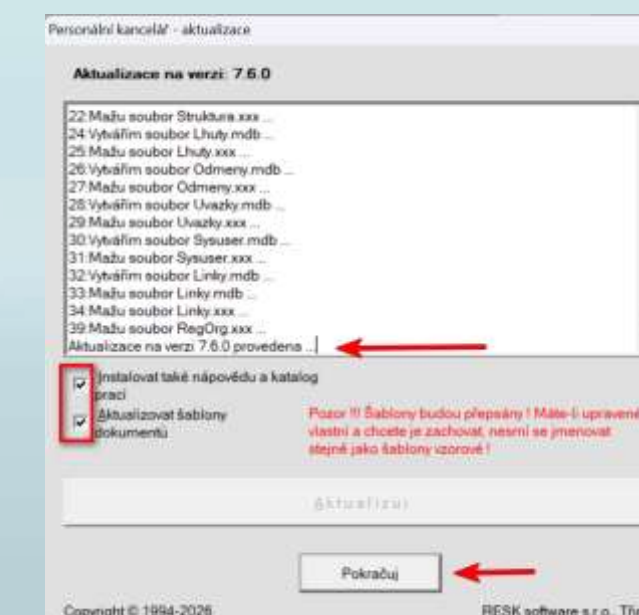 Personální kancelář - aktualizace
Aktualizace na verzi: 7.6.0
22:Mažu soubor Struktura.xxx ...
24:Vytvářím soubor Lhuty.mdb ...
25:Mažu soubor Lhuty.xxx ...
26:Vytvářím soubor Odmeny.mdb ...
27:Mažu soubor Odmeny.xxx ...
28:Vytvářím soubor Uvazky.mdb ...
29:Mažu soubor Uvazky.xxx ...
30:Vytvářím soubor Sysuser.mdb ...
31:Mažu soubor Sysuser.xxx ...
32:Vytvářím soubor Linky.mdb ...
33:Mažu soubor Linky.mdb ...
34:Mažu soubor Linky.xxx ...
39:Mažu soubor RegOrg.xxx ...
Aktualizace na verzi 7.6.0 provedena ...
Instalovat také nápovědu a katalog
prací
Aktualizovat šablony
dokumentů
Pozor !!! Šablony budou přepsány ! Máte-li upravené
vlastní a chcete je zachovat, nesmí se jmenovat
stejně jako šablony vzorové !
Aktualizuj
Pokračuj
Copyright © 1994-2026
RESK software s.r.o.